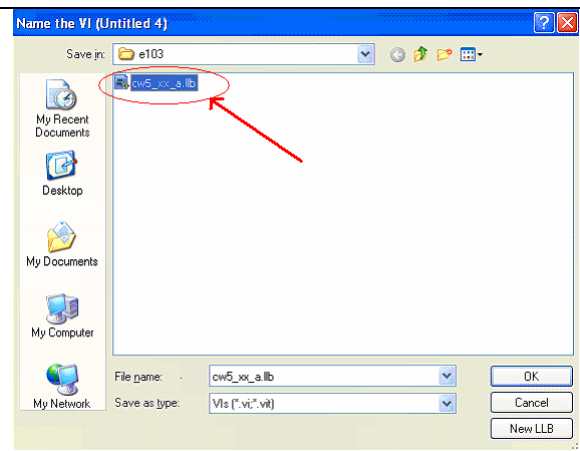 Name the VI (Untitled 4)
Save in: e103
cw5_xx_a.llb
My Recent
Documents
Desktop
My Documents
My Computer
My Network
File name: cw5_xx_a.llb
Save as type: VIs (*.vi;*.vit)
OK
Cancel
New LLB